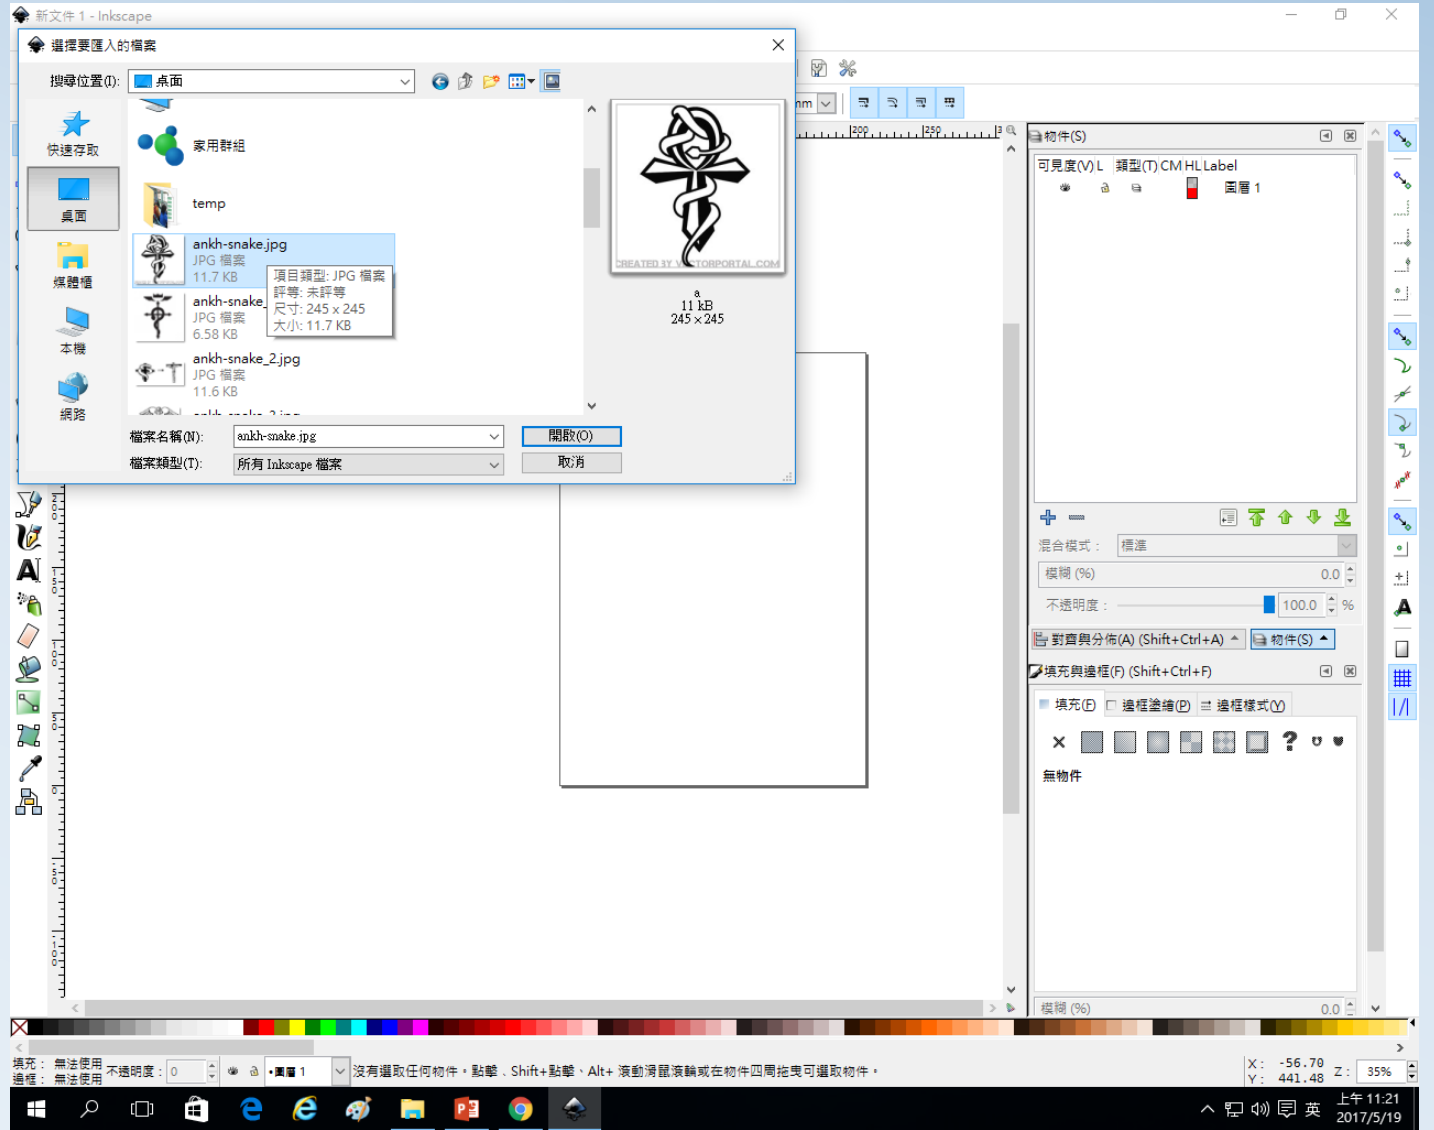 新文件 1 - Inkscape
選擇要匯入的檔案
搜尋位置(I):
桌面
快速存取
桌面
媒體櫃
本機
網路
家用群組
temp
ankh-snake.jpg
JPG 檔案
11.7 KB
項目類型: JPG 檔案
評等: 未評等
尺寸: 245 x 245
大小: 11.7 KB
ankh-snake_
JPG 檔案
6.58 KB
ankh-snake_2.jpg
JPG 檔案
11.6 KB
CREATED BY VECTORPORTAL.COM
a
11 kB
245 × 245
檔案名稱(N):
ankh-snake.jpg
開啟(O)
檔案類型(T):
所有 Inkscape 檔案
取消
mm
200
250
物件(S)
可見度(V) L 類型(T) CM HL Label
圖層 1
混合模式：
標準
模糊 (%)
0.0
不透明度：
100.0
%
對齊與分佈(A) (Shift+Ctrl+A)
物件(S)
填充與邊框(F) (Shift+Ctrl+F)
填充(F)
邊框塗繪(P)
邊框樣式(Y)
無物件
模糊 (%)
0.0
填充： 無法使用
邊框： 無法使用
不透明度：
0
•圖層 1
沒有選取任何物件。點擊﹑Shift+點擊、Alt+ 滾動滑鼠滾輪或在物件四周拖曳可選取物件。
X: -56.70
Y: 441.48
Z:
35%
英
上午 11:21
2017/5/19